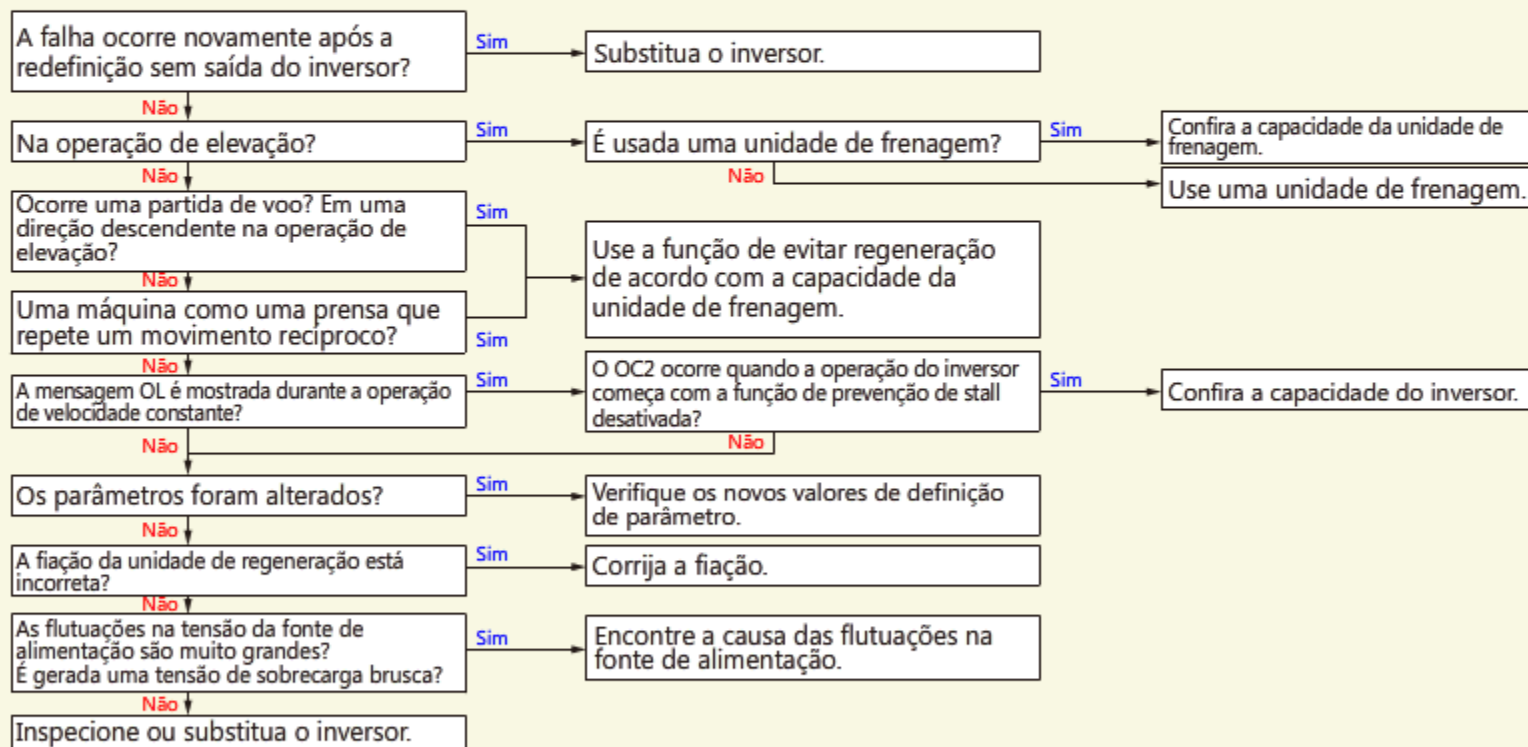 A falha ocorre novamente após a
redefinição sem saída do inversor?
Sim
Substitua o inversor.
Não
Na operação de elevação?
Sim
É usada uma unidade de frenagem?
Sim
Confira a capacidade da unidade de
frenagem.
Não
Não
Use uma unidade de frenagem.
Ocorre uma partida de voo? Em uma
direção descendente na operação de
elevação?
Sim
Use a função de evitar regeneração
de acordo com a capacidade da
unidade de frenagem.
Não
Uma máquina como uma prensa que
repete um movimento recíproco?
Sim
Não
A mensagem OL é mostrada durante a operação
de velocidade constante?
Sim
O OC2 ocorre quando a operação do inversor
começa com a função de prevenção de stall
desativada?
Sim
Confira a capacidade do inversor.
Não
Não
Os parâmetros foram alterados?
Sim
Verifique os novos valores de definição
de parâmetro.
Não
A fiação da unidade de regeneração está
incorreta?
Sim
Corrija a fiação.
Não
As flutuações na tensão da fonte de
alimentação são muito grandes?
É gerada uma tensão de sobrecarga brusca?
Sim
Encontre a causa das flutuações na
fonte de alimentação.
Não
Inspecione ou substitua o inversor.